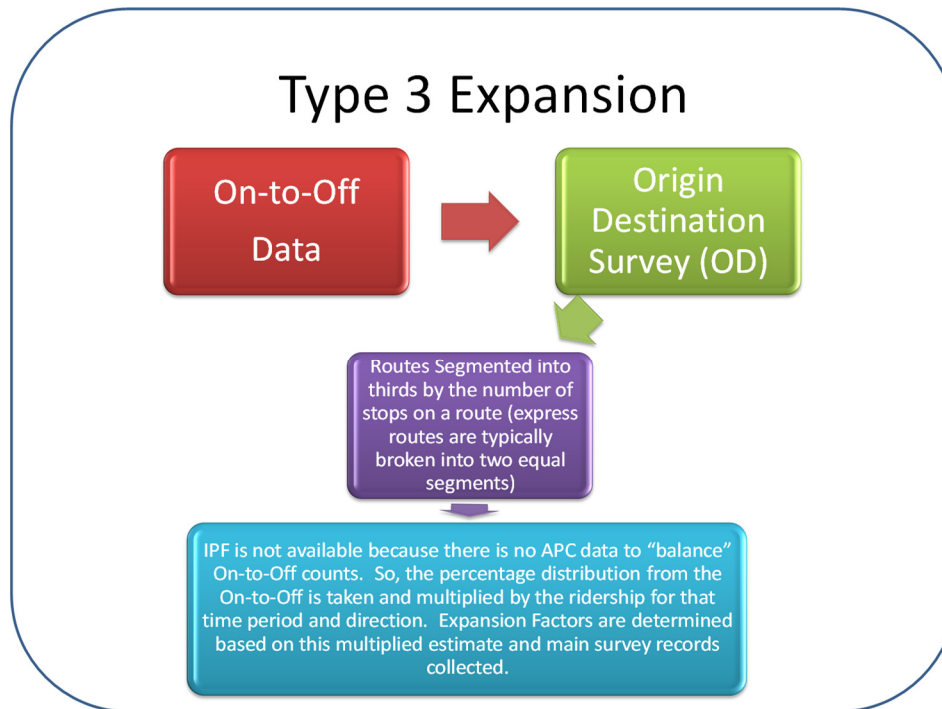 Type 3 Expansion
On-to-Off
Data
Origin
Destination
Survey (OD)
Routes Segmented into
thirds by the number of
stops on a route (express
routes are typically
broken into two equal
segments)
IPF is not available because there is no APC data to “balance”
On-to-Off counts.  So, the percentage distribution from the
On-to-Off is taken and multiplied by the ridership for that
time period and direction.  Expansion Factors are determined
based on this multiplied estimate and main survey records
collected.